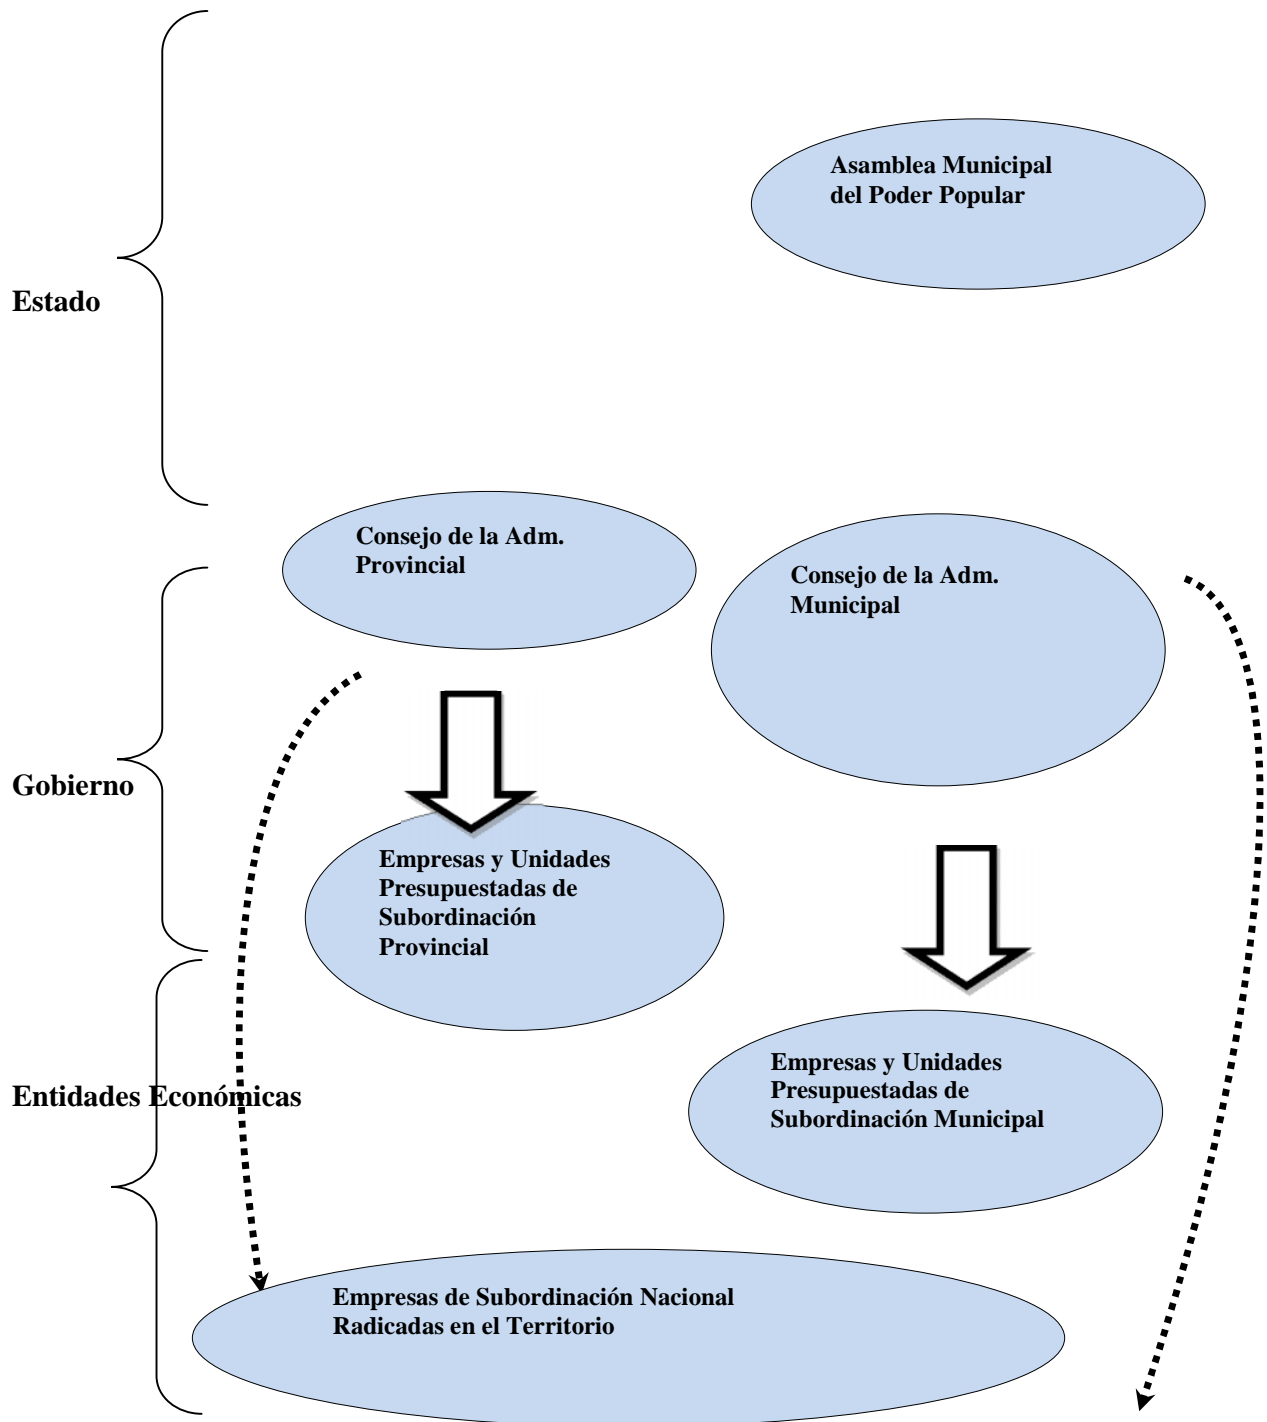 Asamblea Municipal
del Poder Popular
Estado
Consejo de la Adm.
Provincial
Consejo de la Adm.
Municipal
Gobierno
Empresas y Unidades
Presupuestadas de
Subordinación
Provincial
Empresas y Unidades
Presupuestadas de
Subordinación Municipal
Entidades Económicas
Empresas de Subordinación Nacional
Radicadas en el Territorio